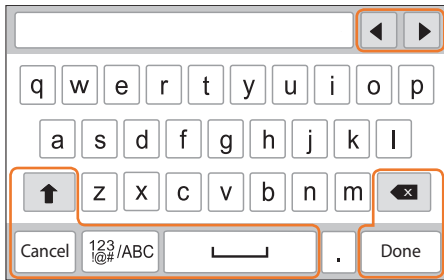 q w e r t y u i o p
a s d f g h j k l
z x c v b n m
Cancel 123 !@# /ABC . Done